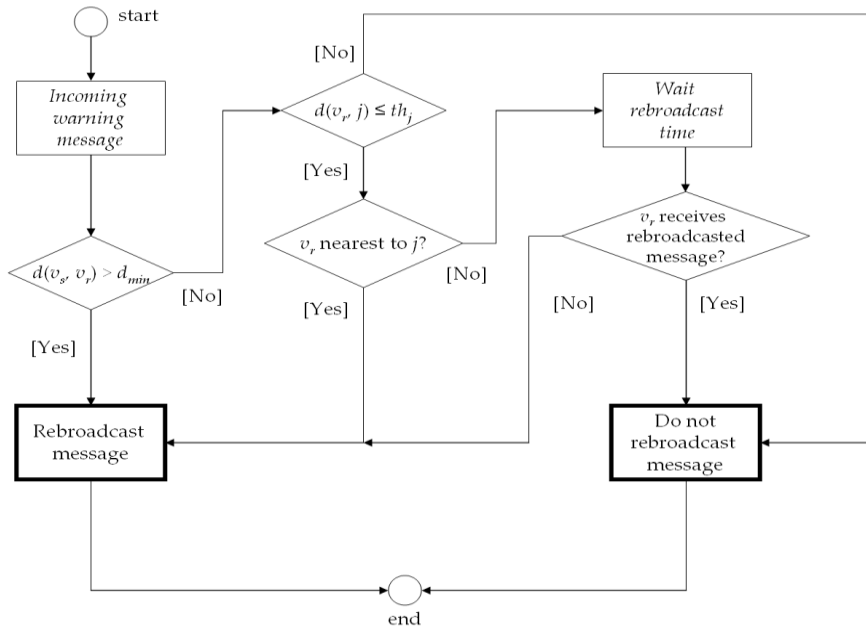 start
Incoming
warning
message
d(vₛ, vᵣ) > dₘᵢₙ
[No]
[Yes]
Rebroadcast
message
[No]
d(vᵣ, j) ≤ thⱼ
[Yes]
vᵣ nearest to j?
[No]
[Yes]
Wait
rebroadcast
time
vᵣ receives
rebroadcasted
message?
[No]
[Yes]
Do not
rebroadcast
message
end